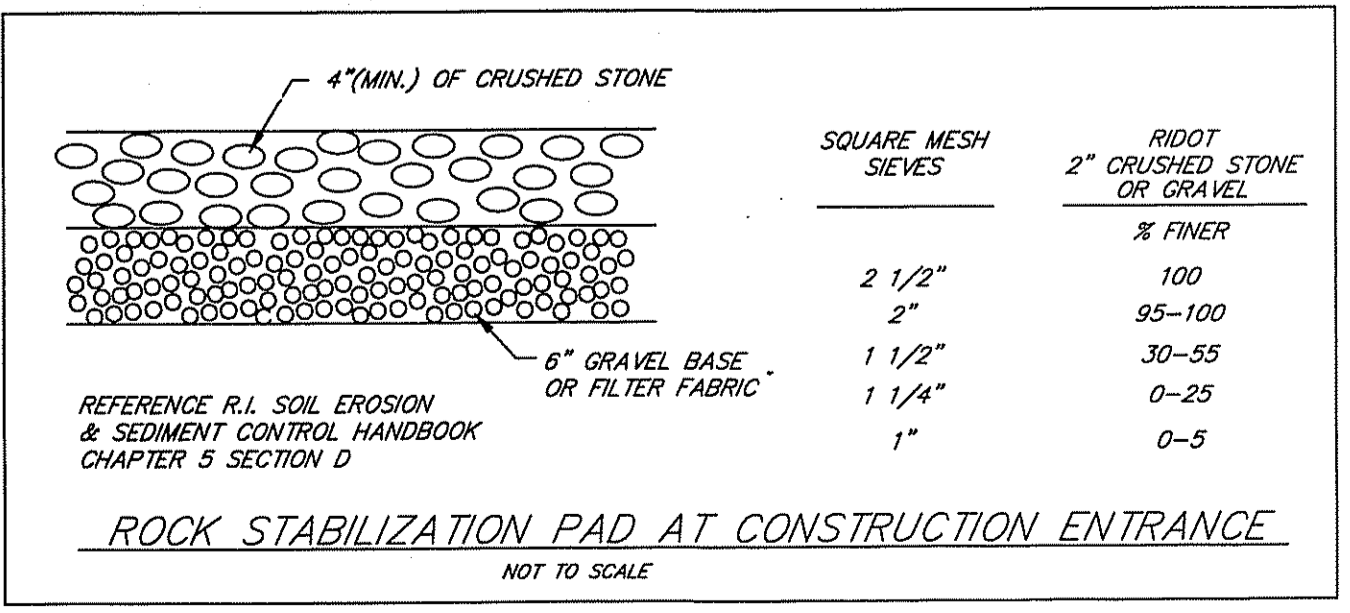 4"(MIN.) OF CRUSHED STONE
6" GRAVEL BASE
OR FILTER FABRIC
REFERENCE R.I. SOIL EROSION
& SEDIMENT CONTROL HANDBOOK
CHAPTER 5 SECTION D
SQUARE MESH
SIEVES
RIDOT
2" CRUSHED STONE
OR GRAVEL
% FINER
2 1/2" 100
2" 95-100
1 1/2" 30-55
1 1/4" 0-25
1" 0-5
ROCK STABILIZATION PAD AT CONSTRUCTION ENTRANCE
NOT TO SCALE